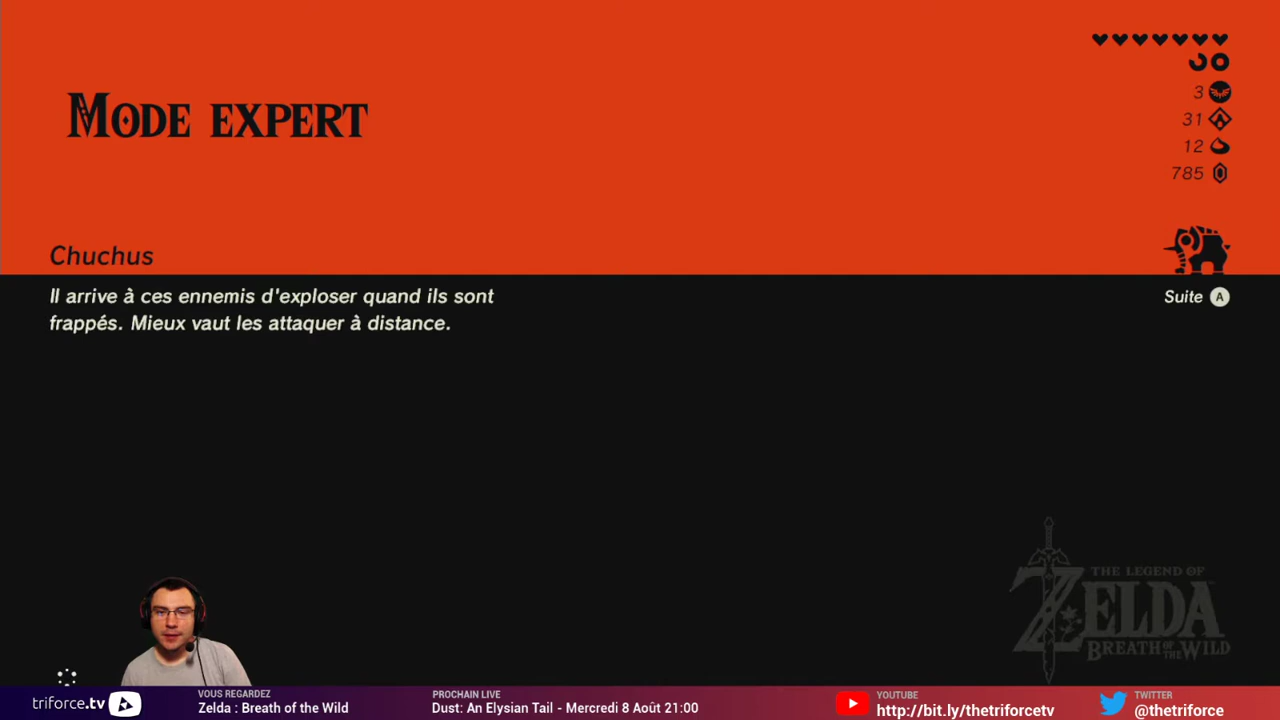 Mode expert
3
31
12
785
Chuchus
Il arrive à ces ennemis d'exploser quand ils sont
frappés. Mieux vaut les attaquer à distance.
Suite A
THE LEGEND OF
ZELDA
BREATH OF THE WILD
triforce.tv
VOUS REGARDEZ
Zelda : Breath of the Wild
PROCHAIN LIVE
Dust: An Elysian Tail - Mercredi 8 Août 21:00
YOUTUBE
http://bit.ly/thetriforcetv
TWITTER
@thetriforce